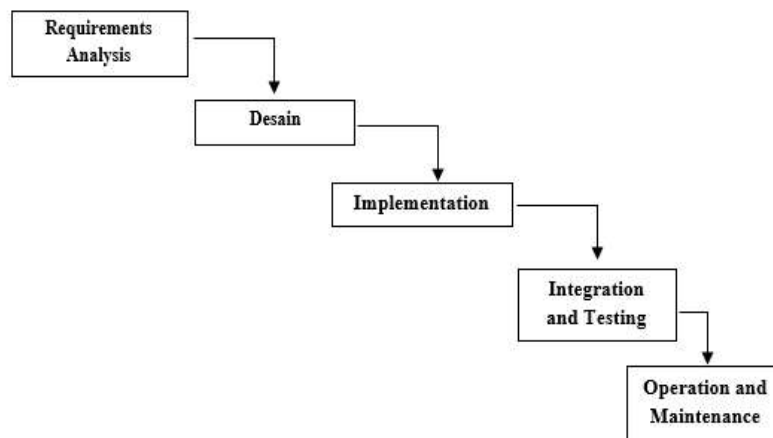 Requirements
Analysis
Desain
Implementation
Integration
and Testing
Operation and
Maintenance